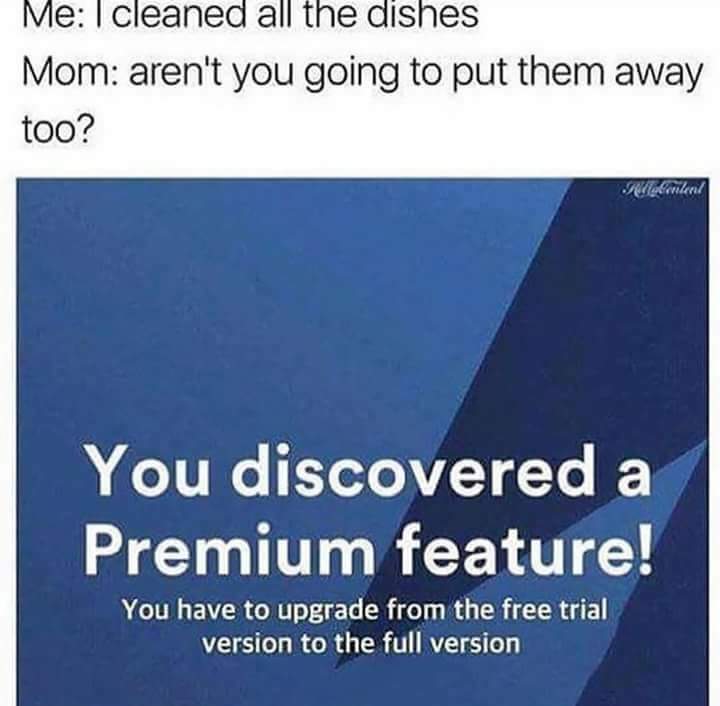 Me: I cleaned all the dishes
Mom: aren't you going to put them away
too?
You discovered a
Premium feature!
You have to upgrade from the free trial
version to the full version